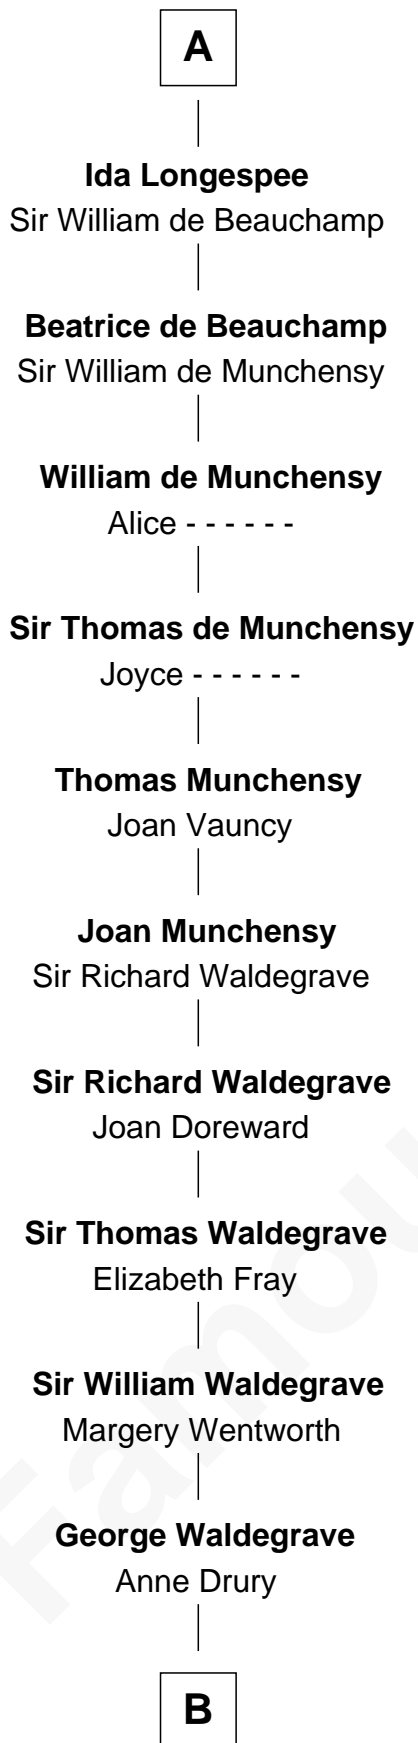 A
Ida Longespee
Sir William de Beauchamp
Beatrice de Beauchamp
Sir William de Munchensy
William de Munchensy
Alice - - - - - -
Sir Thomas de Munchensy
Joyce - - - - - -
Thomas Munchensy
Joan Vauncy
Joan Munchensy
Sir Richard Waldegrave
Sir Richard Waldegrave
Joan Doreward
Sir Thomas Waldegrave
Elizabeth Fray
Sir William Waldegrave
Margery Wentworth
George Waldegrave
Anne Drury
B
Famou